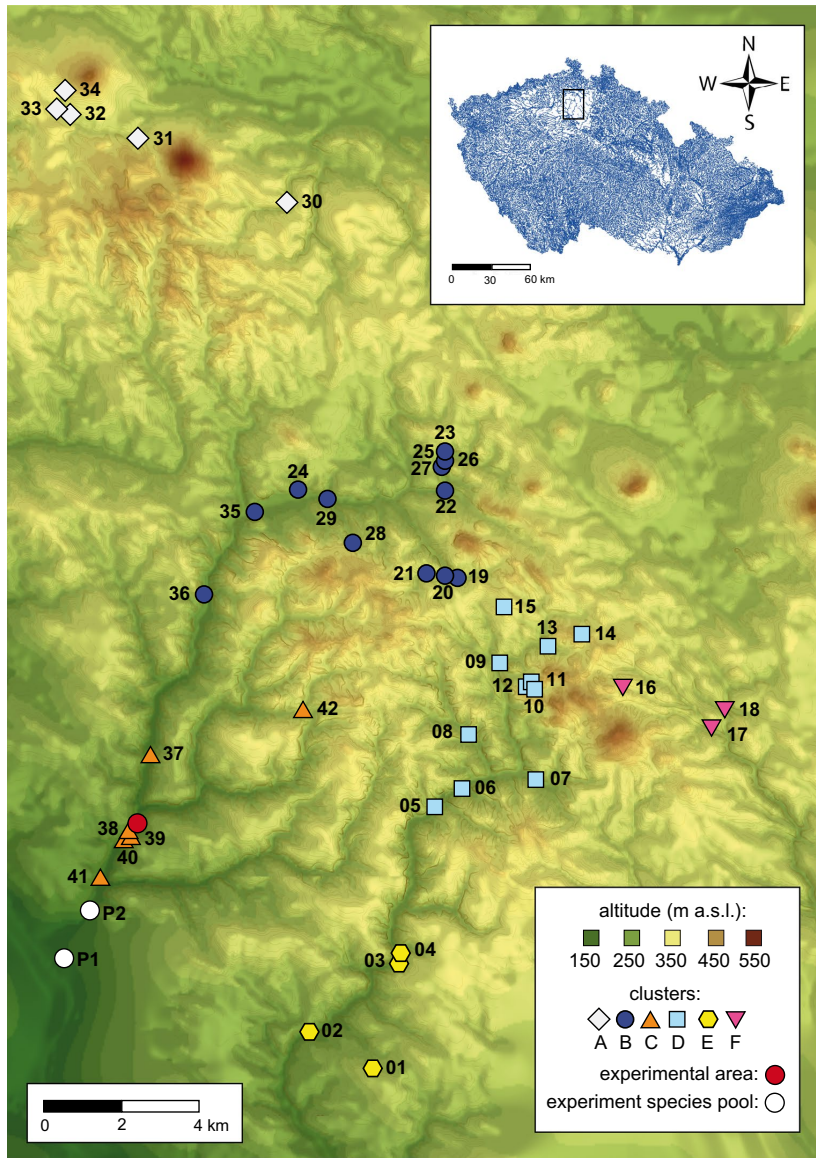 N
W E
S
0 30 60 km
34
33 32
31
30
23
25 26
27
24
22
29
35
28
21 19
20
36
15
14
13
09
11
12
10
16
18
17
42
08
37
07
06
05
38 39
40
41
P2
P1
04
03
02
01
altitude (m a.s.l.):
150 250 350 450 550
clusters:
A B C D E F
experimental area:
experiment species pool:
0 2 4 km